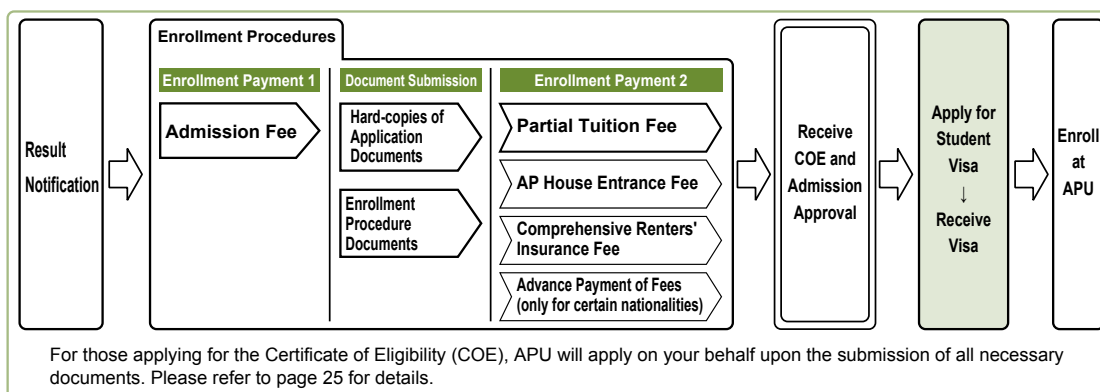 Result
Notification
Enrollment Procedures
Enrollment Payment 1
Admission Fee
Document Submission
Hard-copies of
Application
Documents
Enrollment
Procedure
Documents
Enrollment Payment 2
Partial Tuition Fee
AP House Entrance Fee
Comprehensive Renters'
Insurance Fee
Advance Payment of Fees
(only for certain nationalities)
Receive
COE and
Admission
Approval
Apply for
Student
Visa
↓
Receive
Visa
Enroll
at
APU
For those applying for the Certificate of Eligibility (COE), APU will apply on your behalf upon the submission of all necessary
documents. Please refer to page 25 for details.